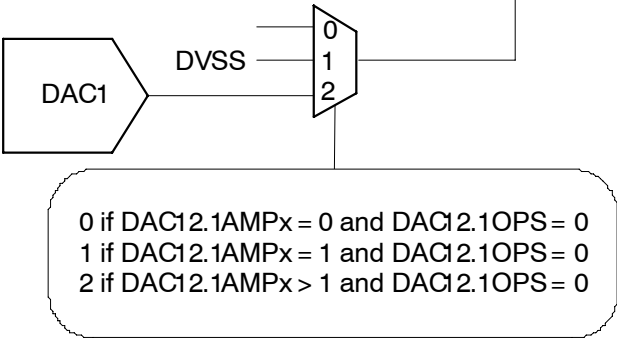 0
DVSS
1
DAC1
2
0 if DAC12.1AMPx = 0 and DAC12.1OPS = 0
1 if DAC12.1AMPx = 1 and DAC12.1OPS = 0
2 if DAC12.1AMPx > 1 and DAC12.1OPS = 0